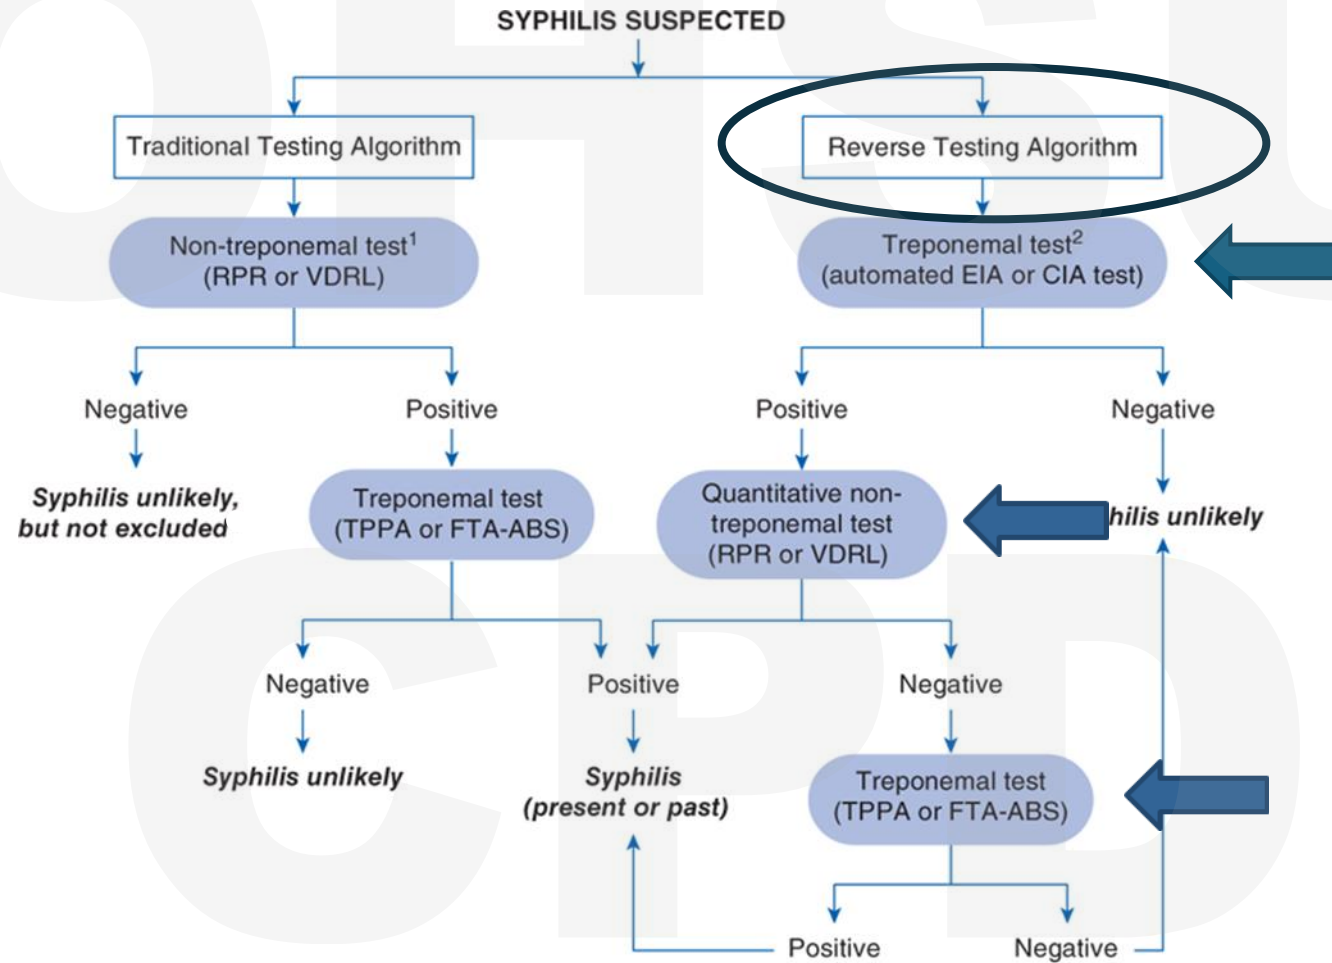 SYPHILIS SUSPECTED
Traditional Testing Algorithm
Reverse Testing Algorithm
Non-treponemal test1
(RPR or VDRL)
Treponemal test2
(automated EIA or CIA test)
Negative
Positive
Positive
Negative
Syphilis unlikely,
but not excluded
Treponemal test
(TPPA or FTA-ABS)
Quantitative non-
treponemal test
(RPR or VDRL)
hilis unlikely
Negative
Positive
Negative
Syphilis unlikely
Syphilis
(present or past)
Treponemal test
(TPPA or FTA-ABS)
Positive
Negative
OHSU
CPD